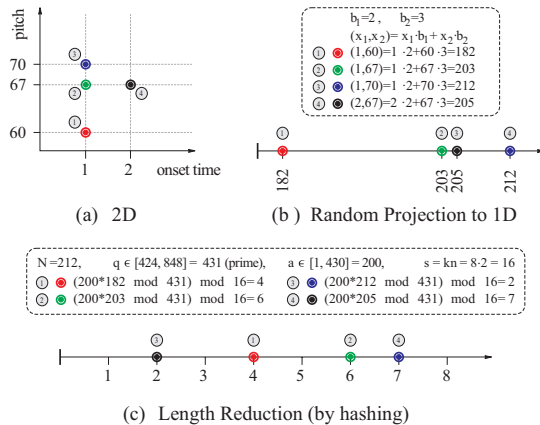 pitch
70
67
60
1
2
onset time
3
2
4
1
(a) 2D
b1=2, b2=3
(x1,x2)= x1·b1+ x2·b2
1 (1,60)=1 ·2+60 ·3=182
2 (1,67)=1 ·2+67 ·3=203
3 (1,70)=1 ·2+70 ·3=212
4 (2,67)=2 ·2+67 ·3=205
1 2 3 4
182 203 205 212
(b) Random Projection to 1D
N=212, q ∈ [424, 848] = 431 (prime), a ∈ [1, 430] = 200, s = kn = 8·2 = 16
1 (200*182 mod 431) mod 16=4 3 (200*212 mod 431) mod 16=2
2 (200*203 mod 431) mod 16=6 4 (200*205 mod 431) mod 16=7
3 1 2 4
1 2 3 4 5 6 7 8
(c) Length Reduction (by hashing)